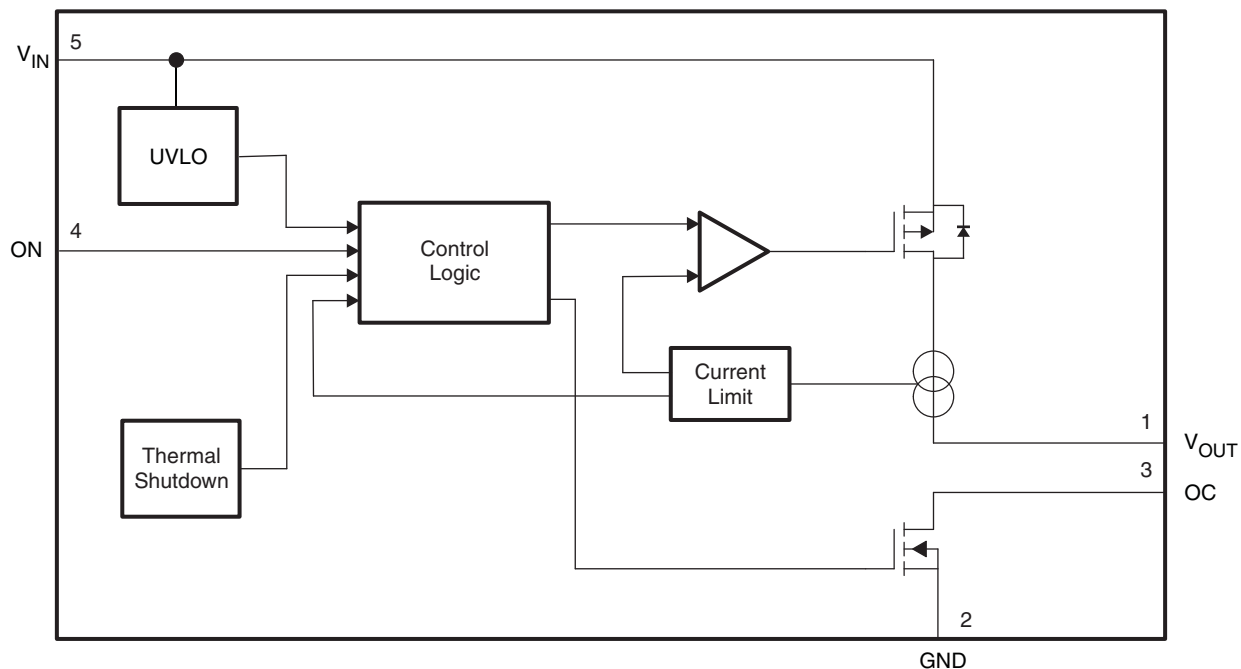 5
V_IN
UVLO
4
ON
Control
Logic
Current
Limit
1
V_OUT
Thermal
Shutdown
3
OC
2
GND